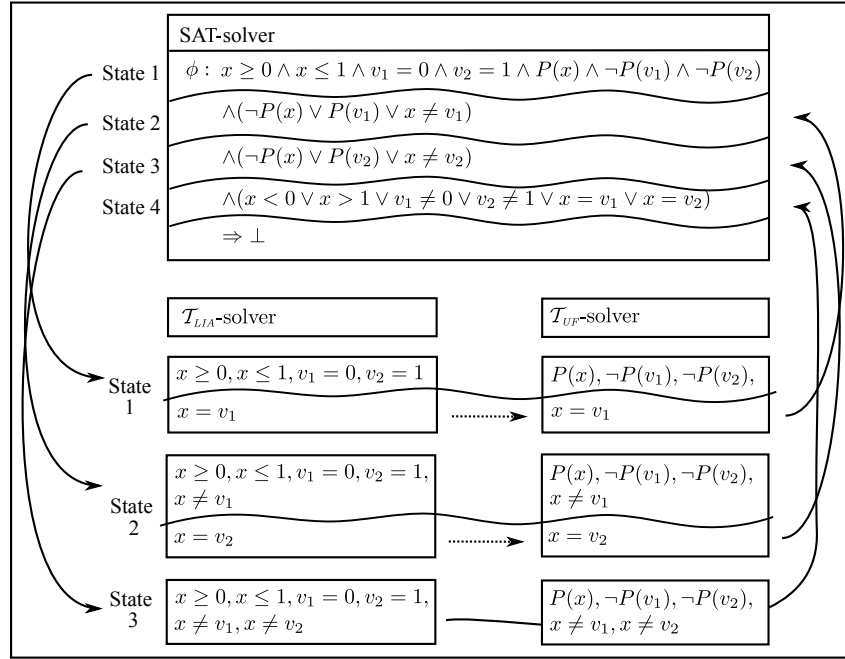 SAT-solver
State 1
ϕ : x ≥ 0 ∧ x ≤ 1 ∧ v₁ = 0 ∧ v₂ = 1 ∧ P(x) ∧ ¬P(v₁) ∧ ¬P(v₂)
State 2
∧(¬P(x) ∨ P(v₁) ∨ x ≠ v₁)
State 3
∧(¬P(x) ∨ P(v₂) ∨ x ≠ v₂)
State 4
∧(x < 0 ∨ x > 1 ∨ v₁ ≠ 0 ∨ v₂ ≠ 1 ∨ x = v₁ ∨ x = v₂)
⇒ ⊥
𝒯_LIA-solver
𝒯_UF-solver
State
1
x ≥ 0, x ≤ 1, v₁ = 0, v₂ = 1
x = v₁
P(x), ¬P(v₁), ¬P(v₂),
x = v₁
State
2
x ≥ 0, x ≤ 1, v₁ = 0, v₂ = 1,
x ≠ v₁
x = v₂
P(x), ¬P(v₁), ¬P(v₂),
x ≠ v₁
x = v₂
State
3
x ≥ 0, x ≤ 1, v₁ = 0, v₂ = 1,
x ≠ v₁, x ≠ v₂
P(x), ¬P(v₁), ¬P(v₂),
x ≠ v₁, x ≠ v₂